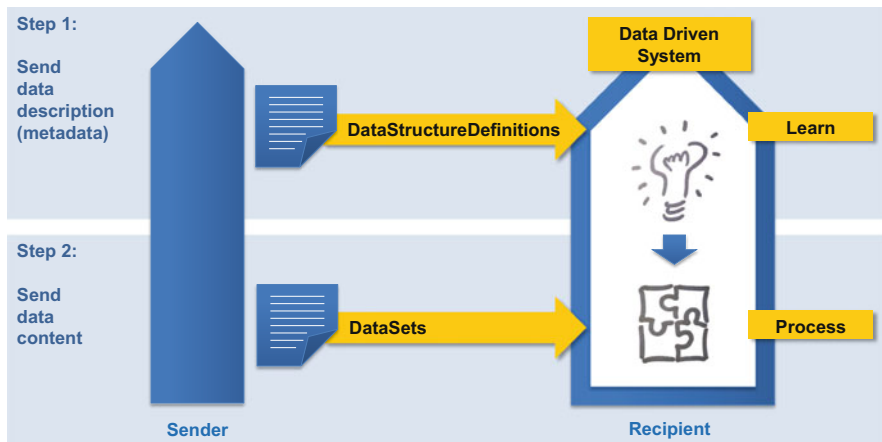 Step 1:
Send
data
description
(metadata)
DataStructureDefinitions
Data Driven
System
Learn
Step 2:
Send
data
content
DataSets
Process
Sender
Recipient